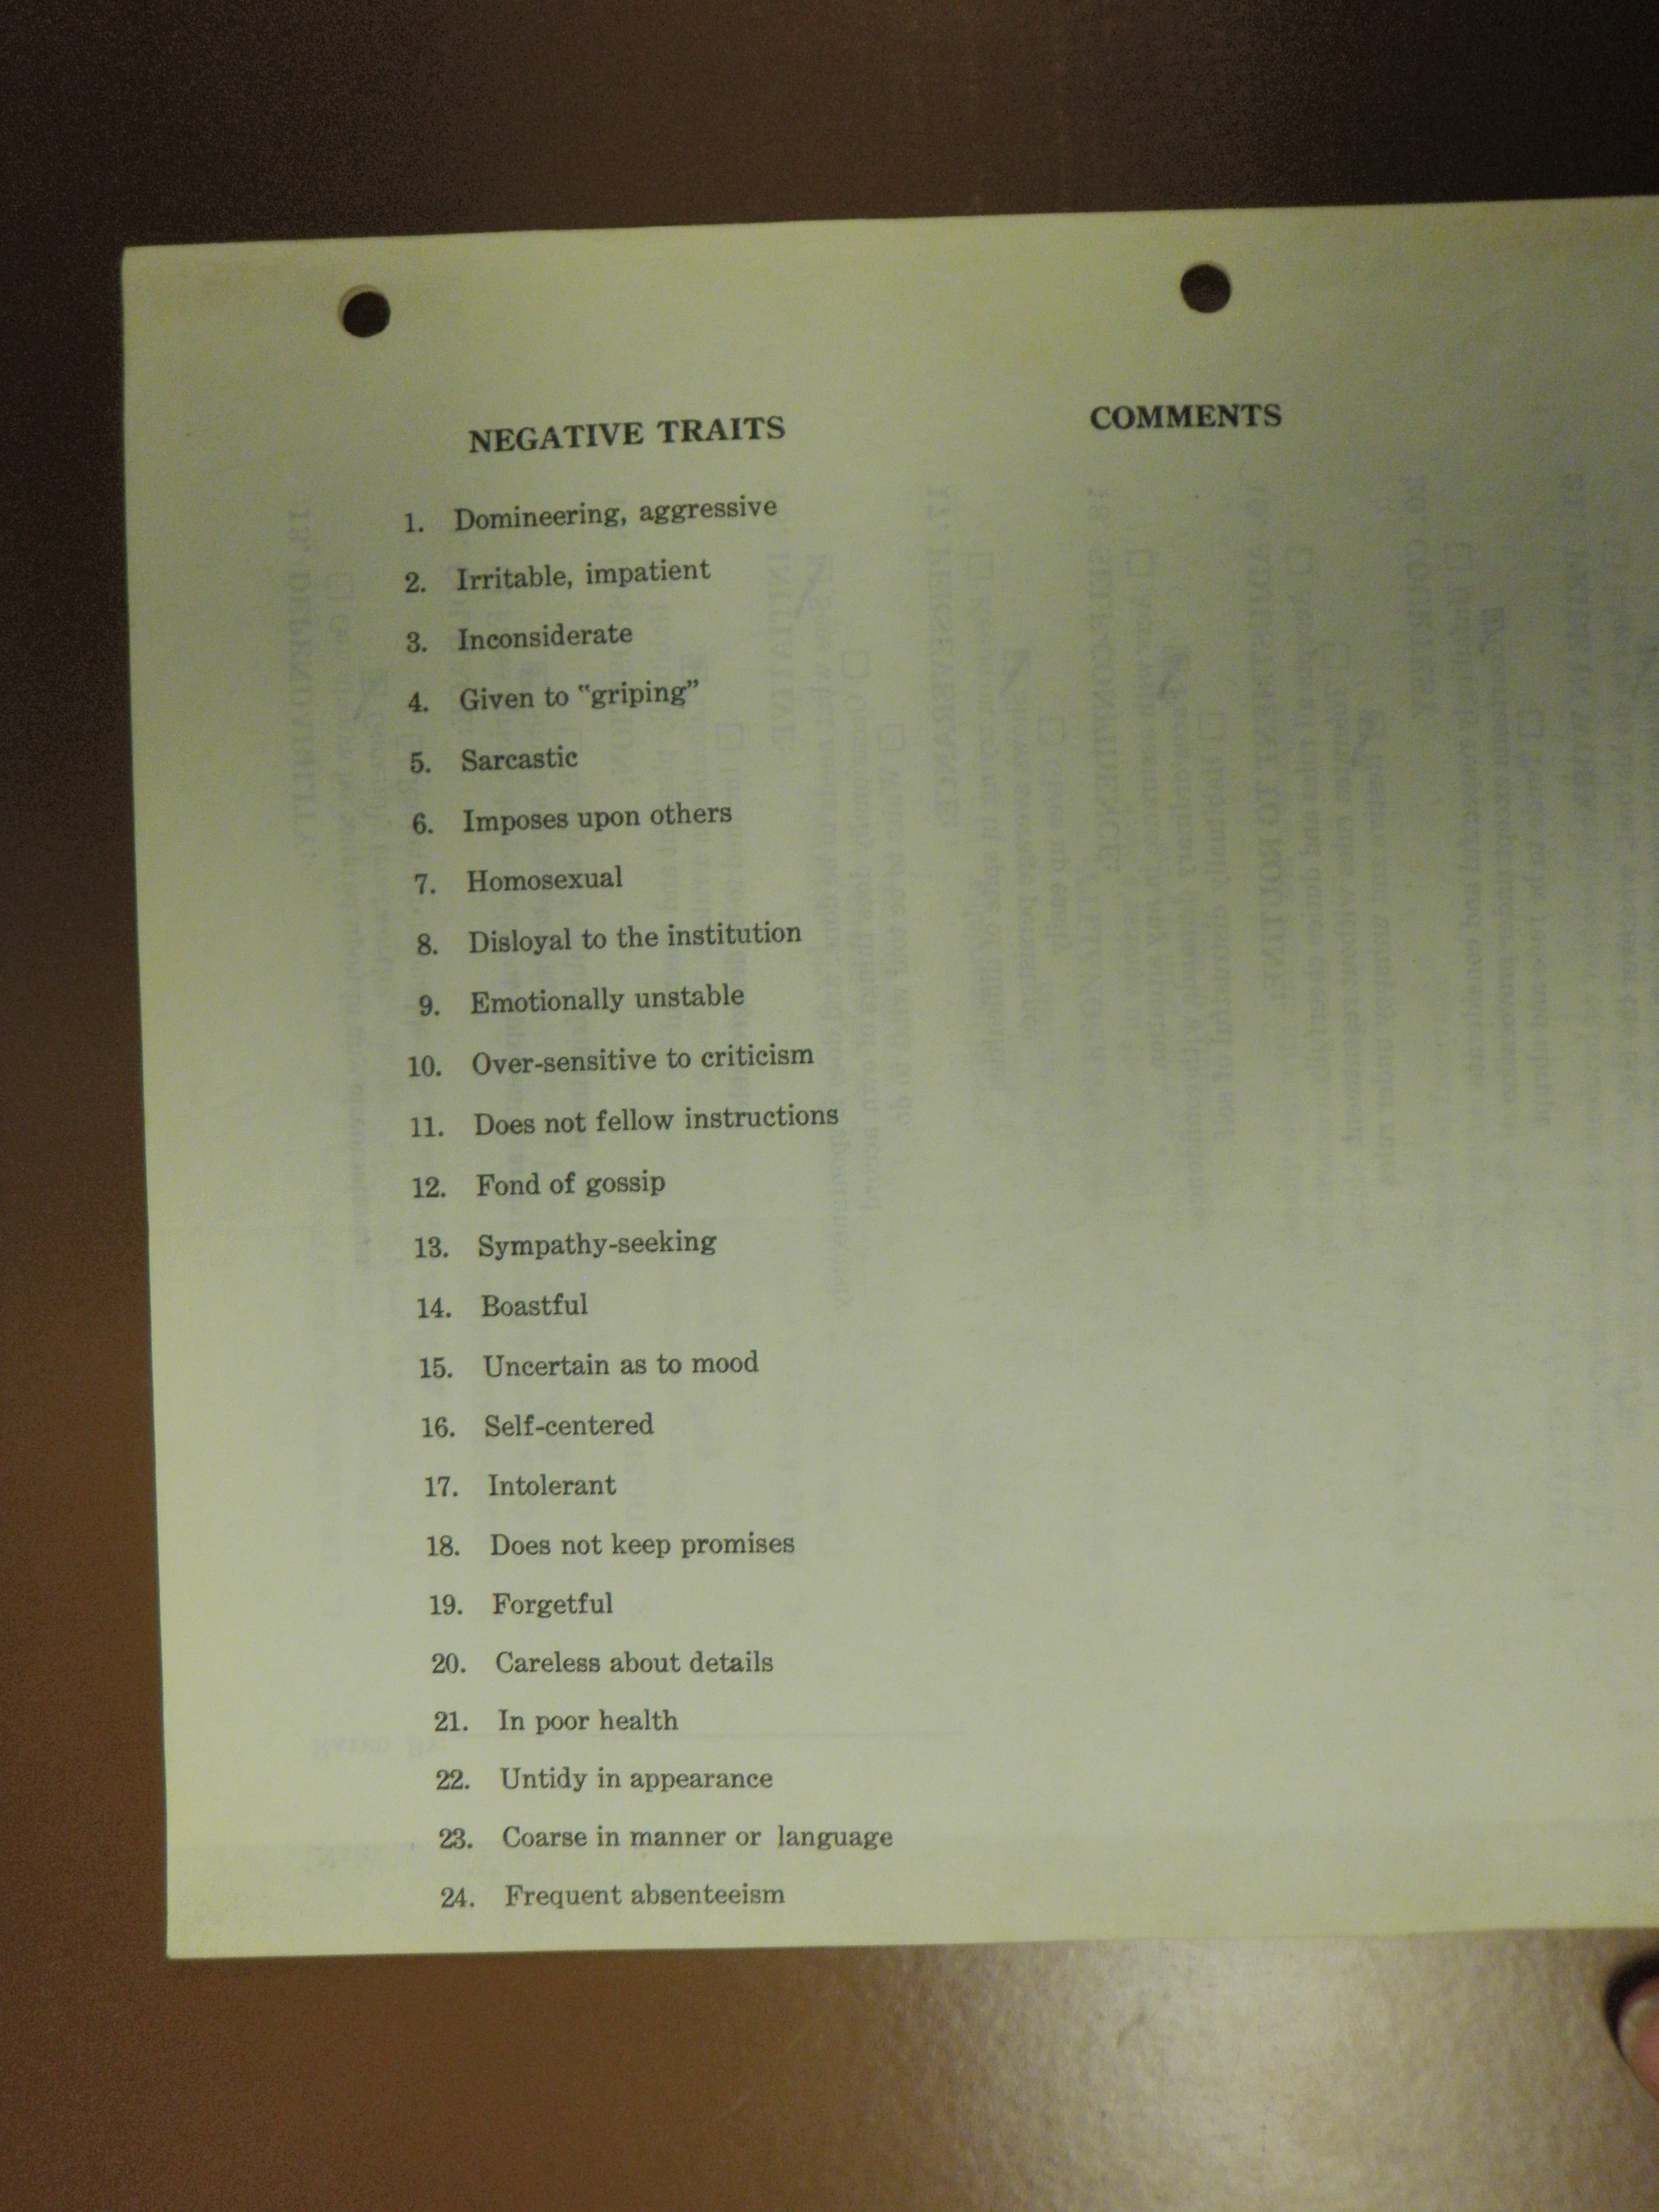 NEGATIVE TRAITS
COMMENTS
1. Domineering, aggressive
2. Irritable, impatient
3. Inconsiderate
4. Given to "griping"
5. Sarcastic
6. Imposes upon others
7. Homosexual
8. Disloyal to the institution
9. Emotionally unstable
10. Over-sensitive to criticism
11. Does not fellow instructions
12. Fond of gossip
13. Sympathy-seeking
14. Boastful
15. Uncertain as to mood
16. Self-centered
17. Intolerant
18. Does not keep promises
19. Forgetful
20. Careless about details
21. In poor health
22. Untidy in appearance
23. Coarse in manner or language
24. Frequent absenteeism